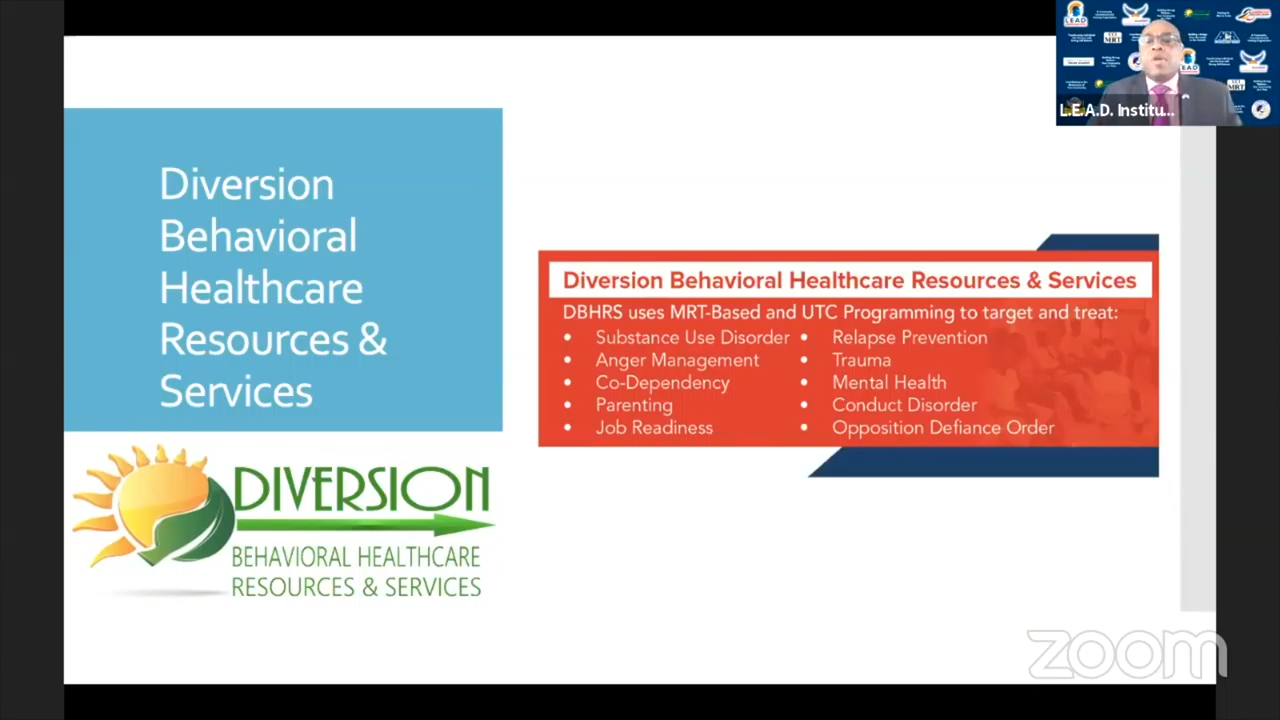 Diversion
Behavioral
Healthcare
Resources &
Services
DIVERSION
BEHAVIORAL HEALTHCARE
RESOURCES & SERVICES
Diversion Behavioral Healthcare Resources & Services
DBHRS uses MRT-Based and UTC Programming to target and treat:
• Substance Use Disorder
• Anger Management
• Co-Dependency
• Parenting
• Job Readiness
• Relapse Prevention
• Trauma
• Mental Health
• Conduct Disorder
• Opposition Defiance Order
LEAD
MRT
L.E.A.D. Institu...
zoom